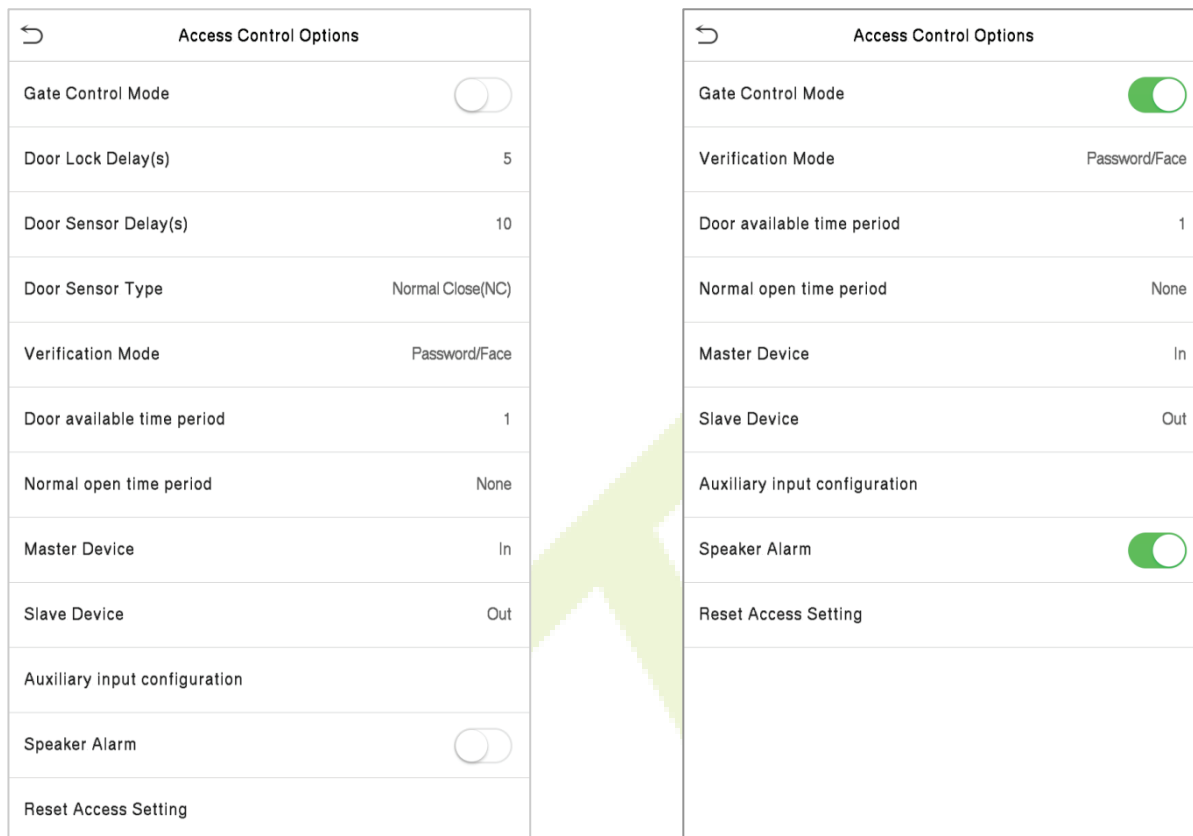 Access Control Options
Gate Control Mode
Door Lock Delay(s) 5
Door Sensor Delay(s) 10
Door Sensor Type Normal Close(NC)
Verification Mode Password/Face
Door available time period 1
Normal open time period None
Master Device In
Slave Device Out
Auxiliary input configuration
Speaker Alarm
Reset Access Setting
Access Control Options
Gate Control Mode
Verification Mode Password/Face
Door available time period 1
Normal open time period None
Master Device In
Slave Device Out
Auxiliary input configuration
Speaker Alarm
Reset Access Setting